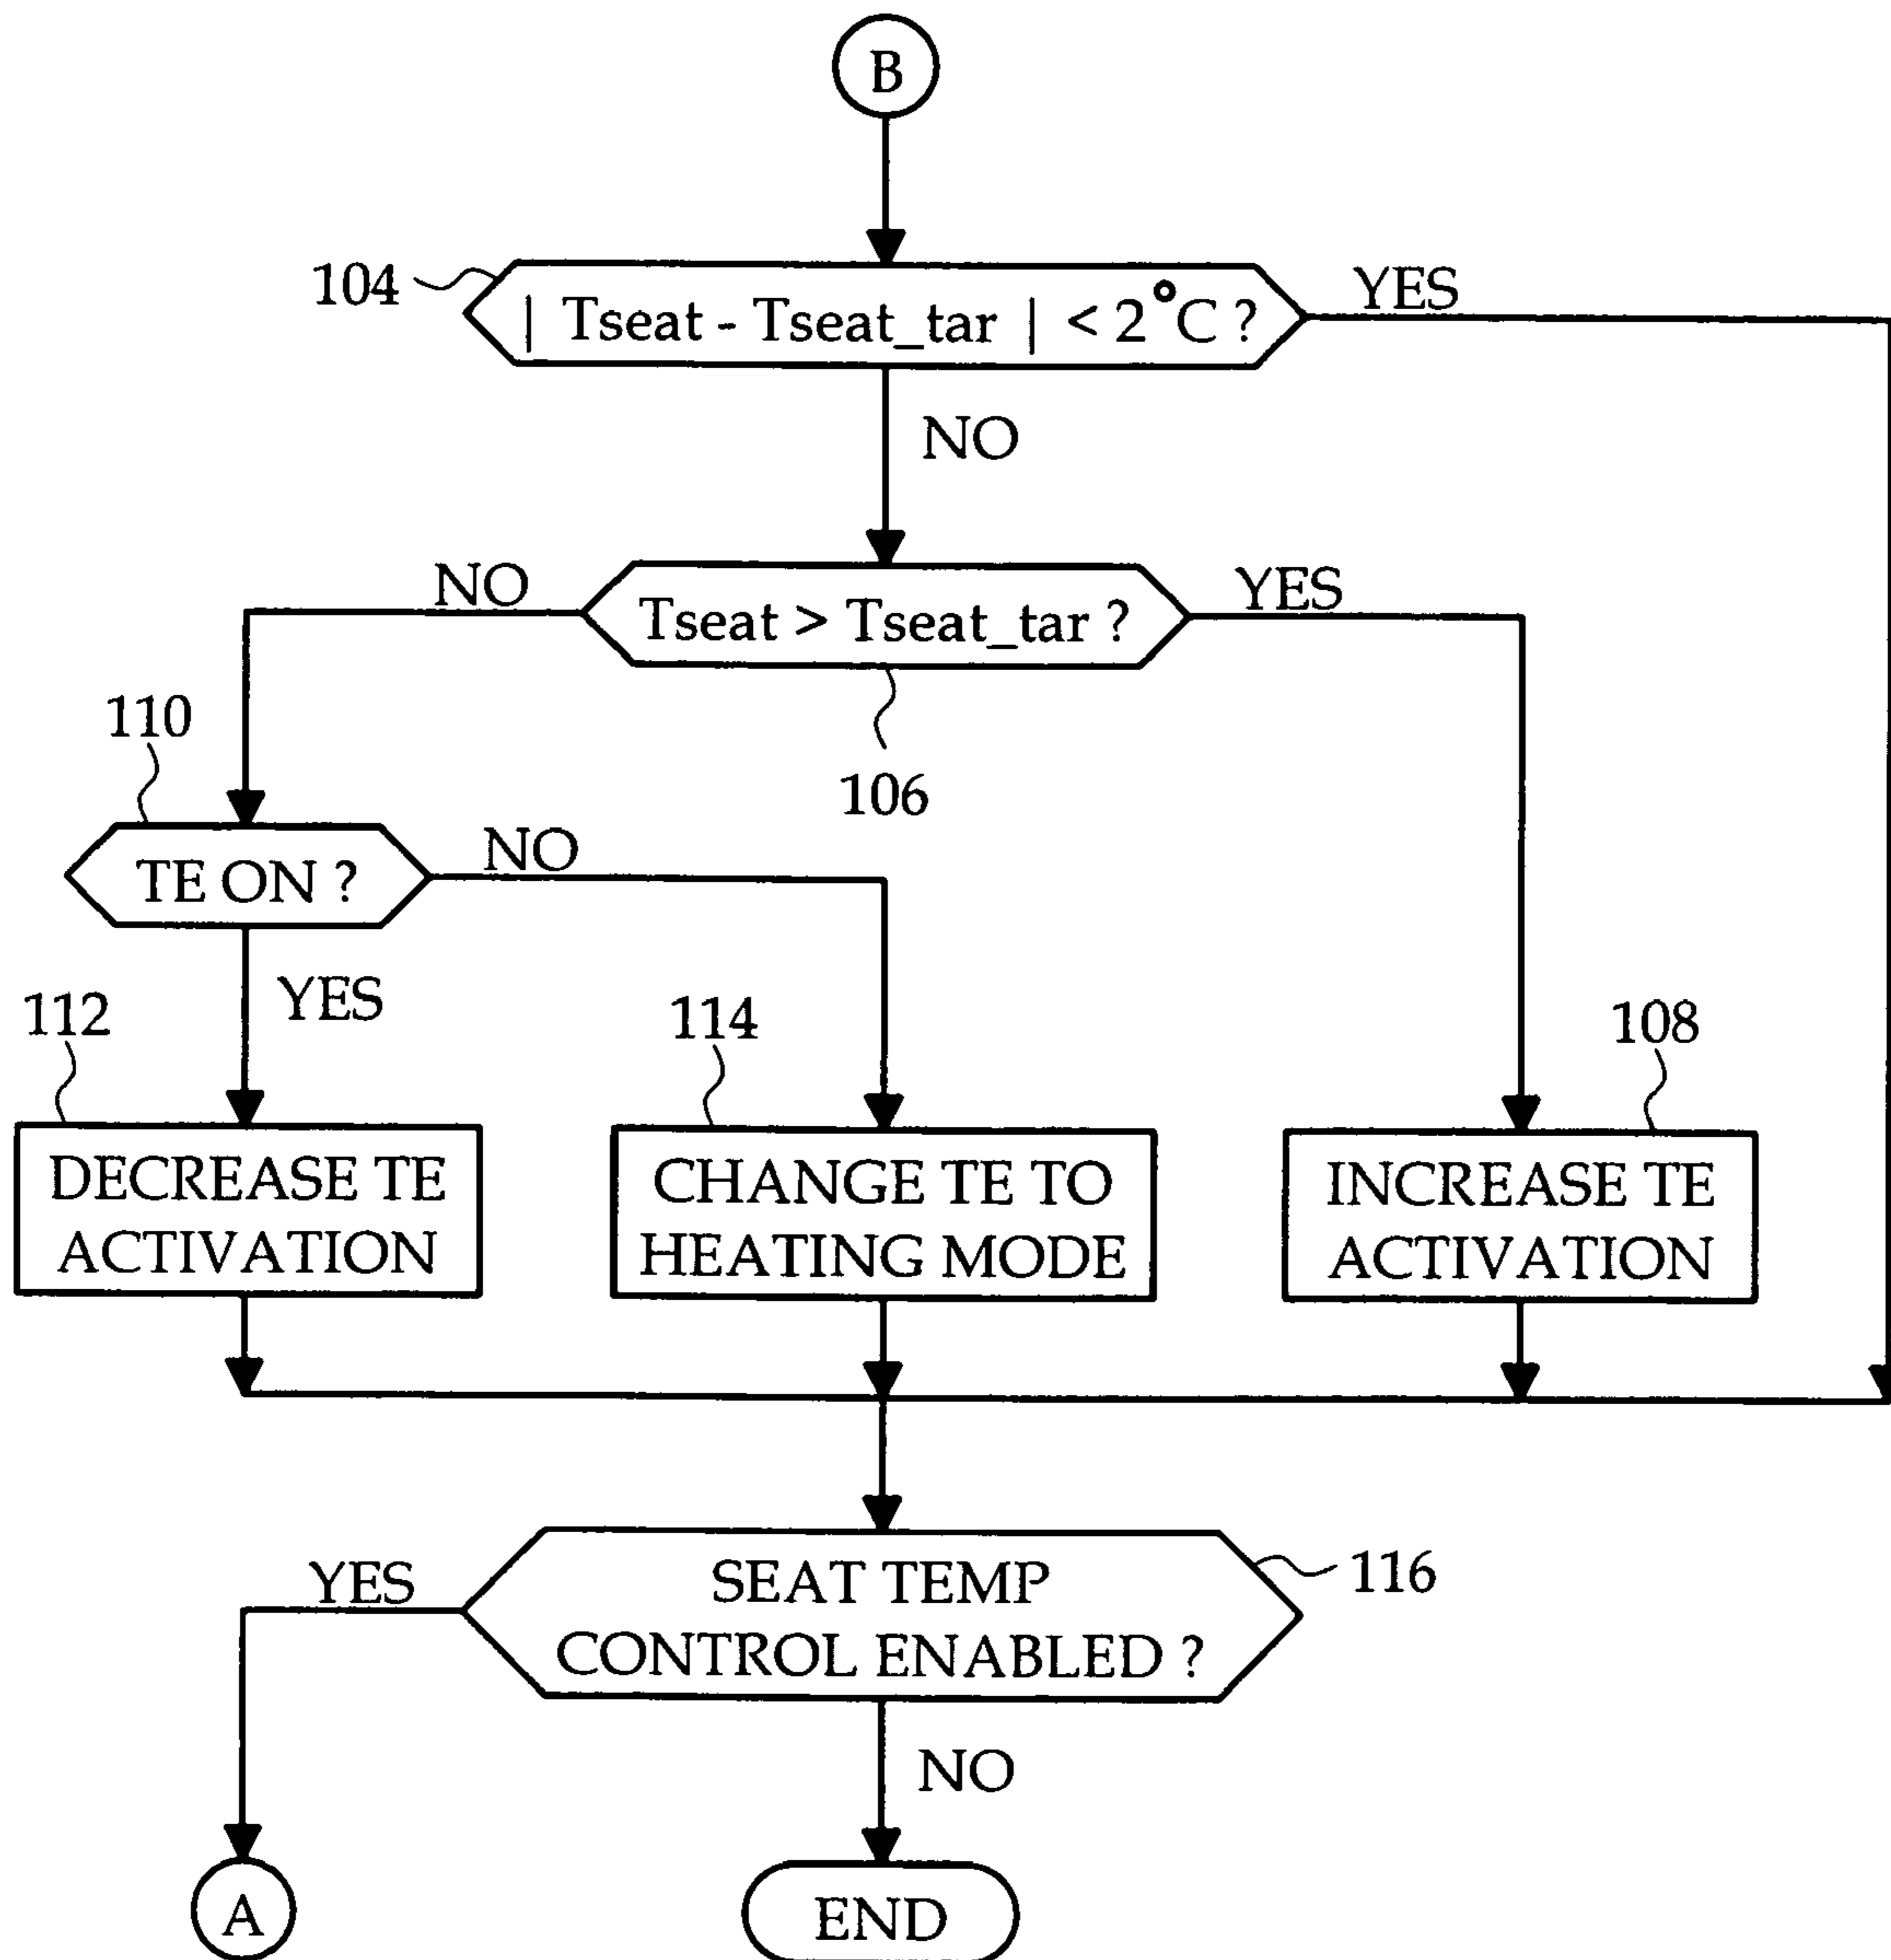 B
104
| Tseat - Tseat_tar | < 2°C ?
YES
NO
NO
Tseat > Tseat_tar ?
YES
110
106
TE ON ?
NO
YES
112
114
108
DECREASE TE
ACTIVATION
CHANGE TE TO
HEATING MODE
INCREASE TE
ACTIVATION
YES
SEAT TEMP
CONTROL ENABLED ?
116
NO
A
END